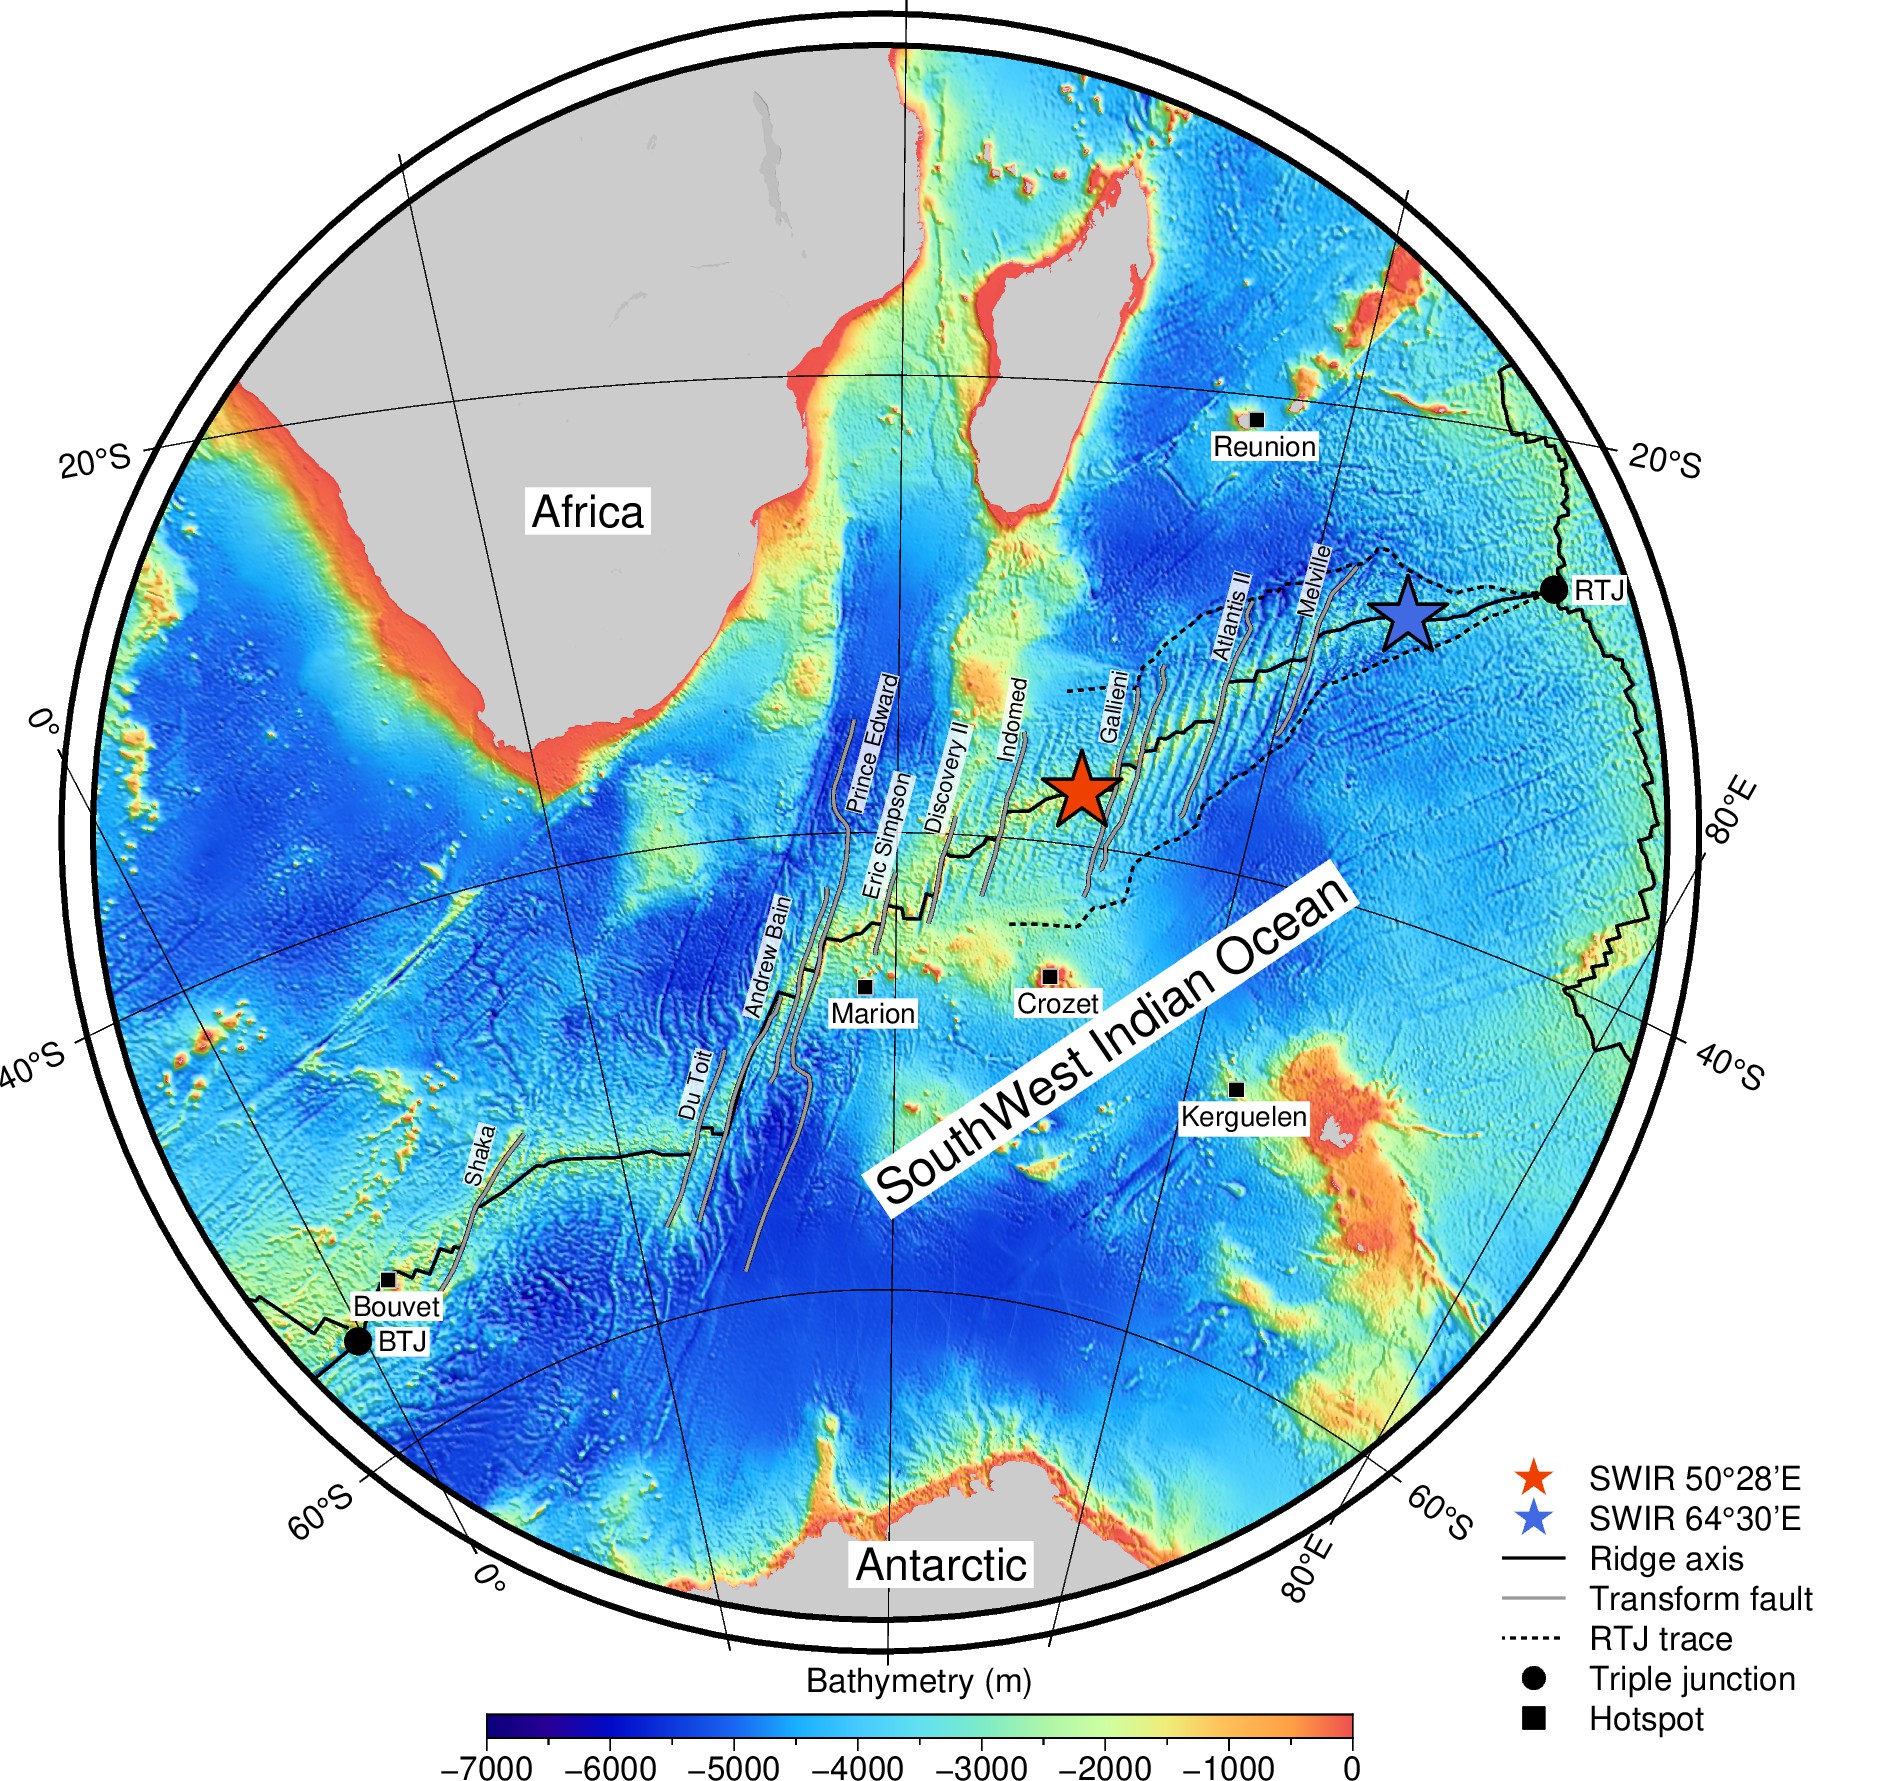 20°S
20°S
Africa
Reunion
RTJ
Melville
Atlantis II
Gallieni
Indomed
Discovery II
Prince Edward
Eric Simpson
Andrew Bain
Du Toit
Shaka
0°
80°E
40°S
40°S
Marion
Crozet
SouthWest Indian Ocean
Kerguelen
Bouvet
BTJ
60°S
60°S
0°
80°E
Antarctic
SWIR 50°28'E
SWIR 64°30'E
Ridge axis
Transform fault
RTJ trace
Triple junction
Hotspot
Bathymetry (m)
−7000 −6000 −5000 −4000 −3000 −2000 −1000 0